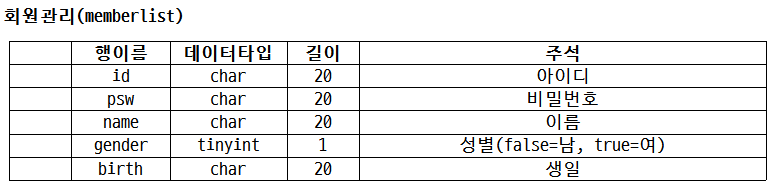 회원관리(memberlist)
행이름 데이터타입 길이 주석
id char 20 아이디
psw char 20 비밀번호
name char 20 이름
gender tinyint 1 성별(false=남, true=여)
birth char 20 생일